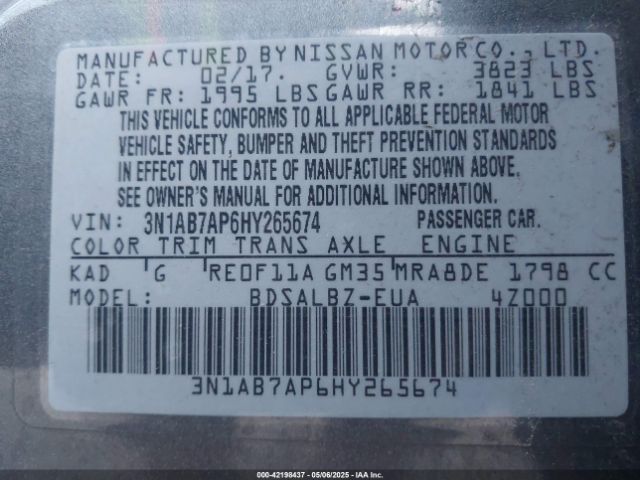 MANUFACTURED BY NISSAN MOTOR CO., LTD.
DATE: 02/17. GVWR: 3823 LBS
GAWR FR: 1995 LBS GAWR RR: 1841 LBS
THIS VEHICLE CONFORMS TO ALL APPLICABLE FEDERAL MOTOR
VEHICLE SAFETY, BUMPER AND THEFT PREVENTION STANDARDS
IN EFFECT ON THE DATE OF MANUFACTURE SHOWN ABOVE.
SEE OWNER'S MANUAL FOR ADDITIONAL INFORMATION.
VIN: 3N1AB7AP6HY265674 PASSENGER CAR.
COLOR TRIM TRANS AXLE ENGINE
KAD G RE0F11A GM35 MRA8DE 1798 CC
MODEL: BDSALBZ-EUA 4Z000
3N1AB7AP6HY265674
000-42198437 - 05/06/2025 - IAA, Inc.